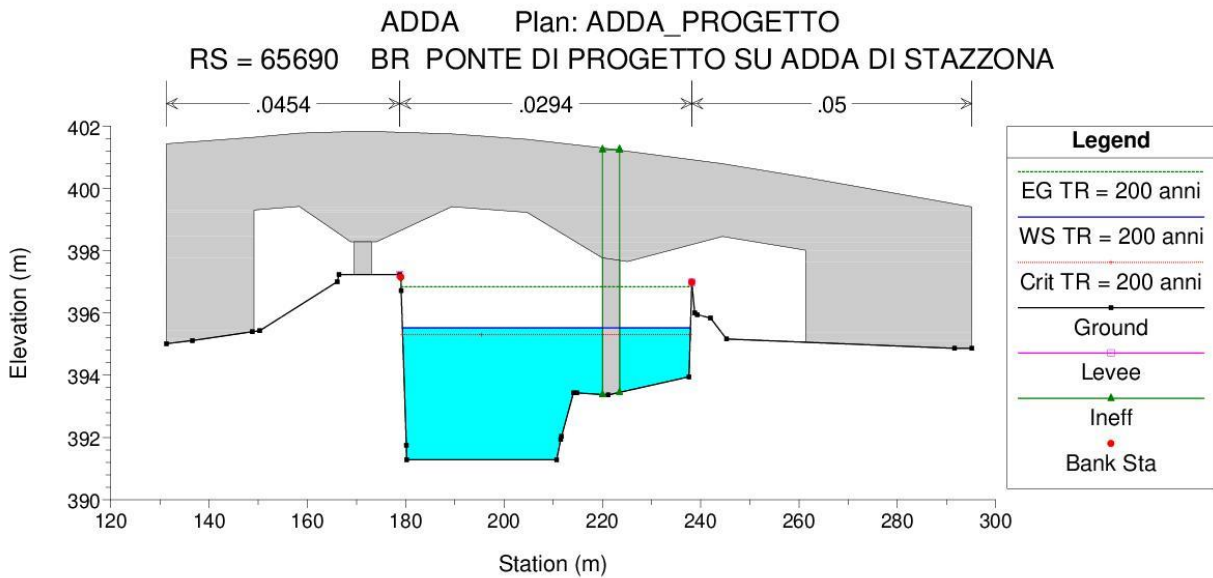 ADDA Plan: ADDA_PROGETTO
RS = 65690 BR PONTE DI PROGETTO SU ADDA DI STAZZONA
.0454 .0294 .05
402
400
398
396
394
392
390
Elevation (m)
120 140 160 180 200 220 240 260 280 300
Station (m)
Legend
EG TR = 200 anni
WS TR = 200 anni
Crit TR = 200 anni
Ground
Levee
Ineff
Bank Sta